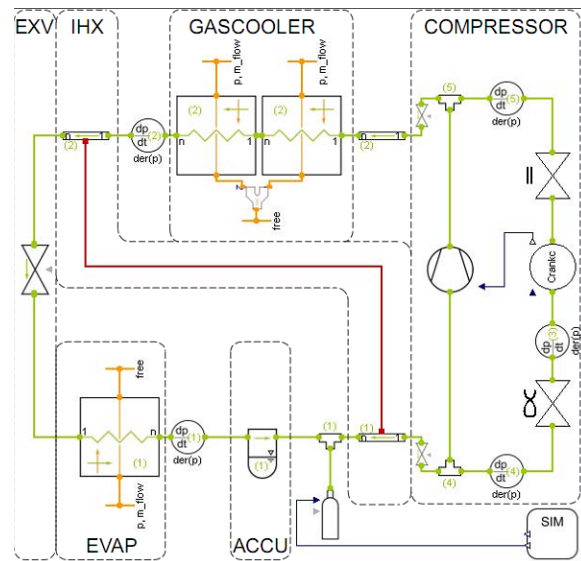 EXV
IHX
GASCOOLER
COMPRESSOR
p, m_flow
p, m_flow
(2)
(2)
n
1
n
1
n
1
(2)
dp
dt
(2)
der(p)
(2)
2
free
(5)
dp
dt
(5)
der(p)
Crankc
dp
dt
(3)
der(p)
free
1
n
(1)
p, m_flow
dp
dt
(1)
der(p)
(1)
(1)
(1)
n
1
(4)
dp
dt
(4)
der(p)
EVAP
ACCU
SIM